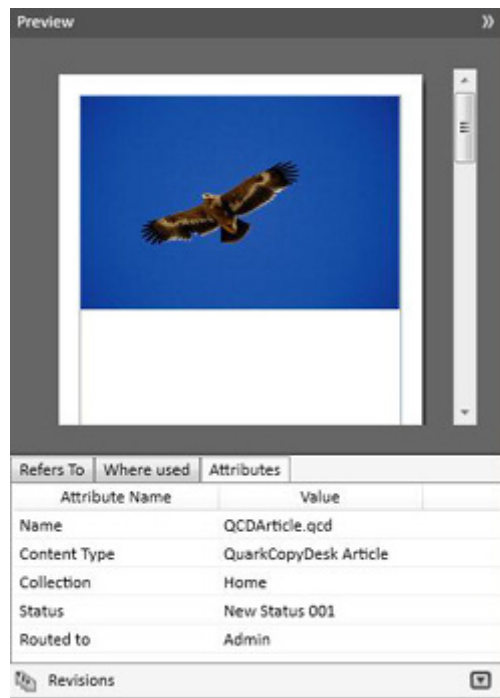 Preview
Refers To Where used Attributes
Attribute Name Value
Name QCDArticle.qcd
Content Type QuarkCopyDesk Article
Collection Home
Status New Status 001
Routed to Admin
Revisions